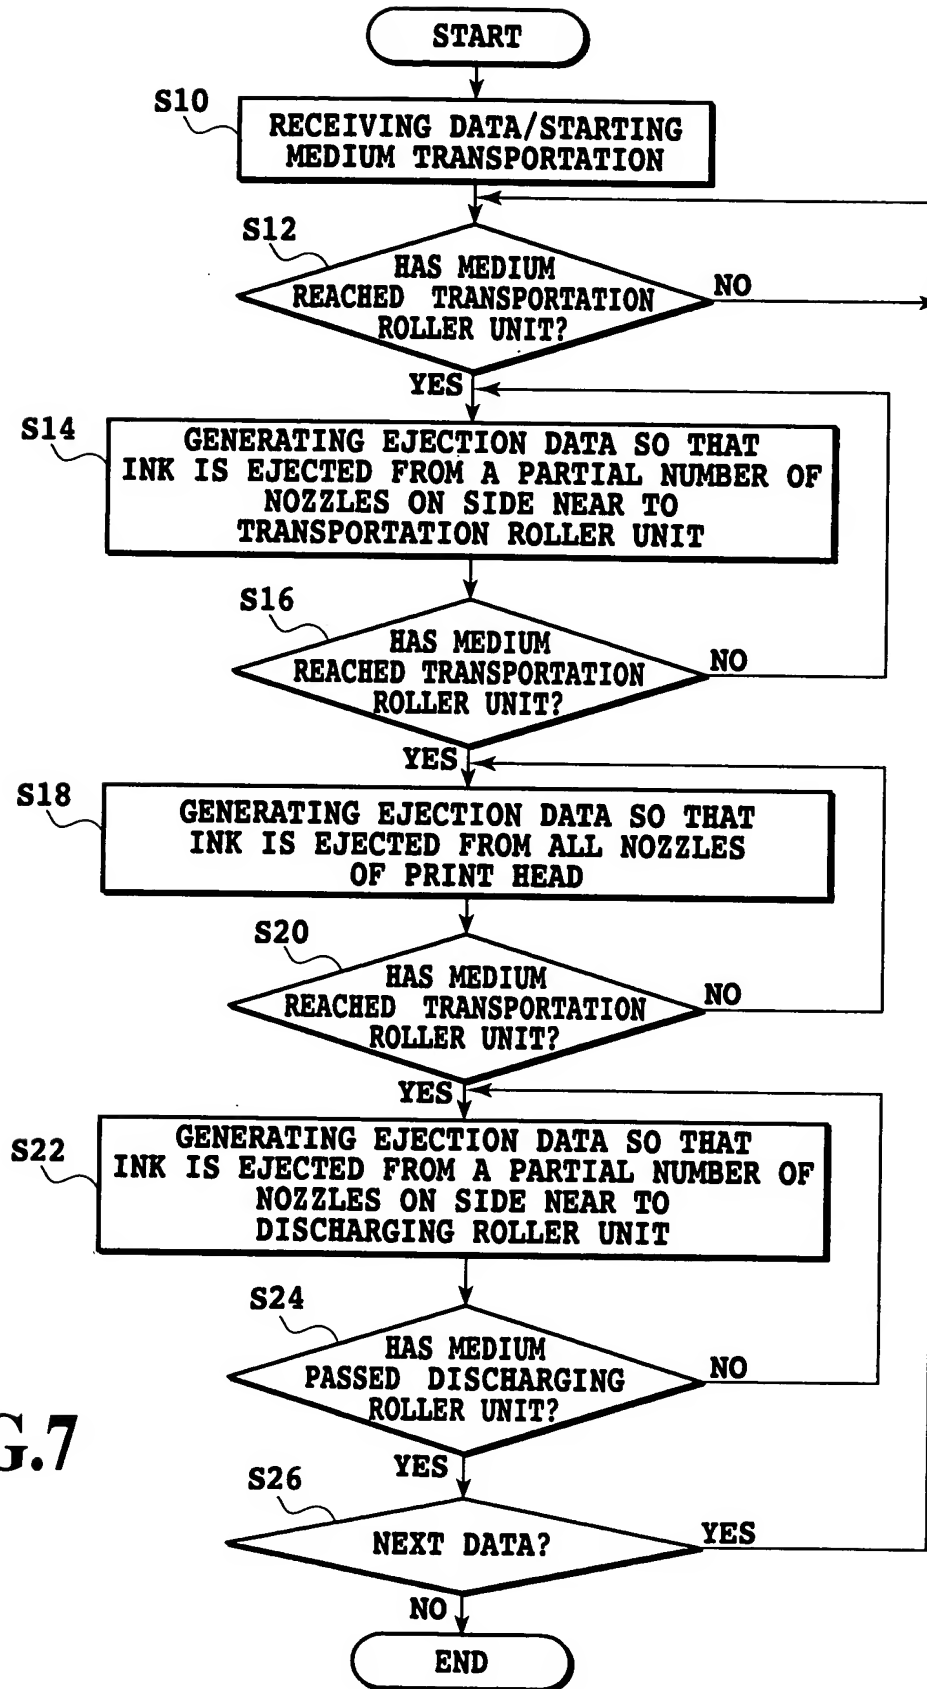 START
S10
RECEIVING DATA/STARTING
MEDIUM TRANSPORTATION
S12
HAS MEDIUM
REACHED TRANSPORTATION
ROLLER UNIT?
NO
YES
S14
GENERATING EJECTION DATA SO THAT
INK IS EJECTED FROM A PARTIAL NUMBER OF
NOZZLES ON SIDE NEAR TO
TRANSPORTATION ROLLER UNIT
S16
HAS MEDIUM
REACHED TRANSPORTATION
ROLLER UNIT?
NO
YES
S18
GENERATING EJECTION DATA SO THAT
INK IS EJECTED FROM ALL NOZZLES
OF PRINT HEAD
S20
HAS MEDIUM
REACHED TRANSPORTATION
ROLLER UNIT?
NO
YES
S22
GENERATING EJECTION DATA SO THAT
INK IS EJECTED FROM A PARTIAL NUMBER OF
NOZZLES ON SIDE NEAR TO
DISCHARGING ROLLER UNIT
S24
HAS MEDIUM
PASSED DISCHARGING
ROLLER UNIT?
NO
YES
G.7
S26
NEXT DATA?
YES
NO
END